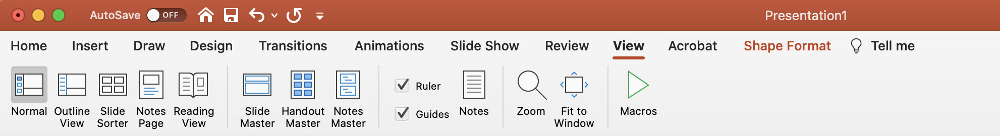 AutoSave OFF Presentation1
Home Insert Draw Design Transitions Animations Slide Show Review View Acrobat Shape Format Tell me
Normal
Outline
View
Slide
Sorter
Notes
Page
Reading
View
Slide
Master
Handout
Master
Notes
Master
Ruler
Guides
Notes
Zoom
Fit to
Window
Macros